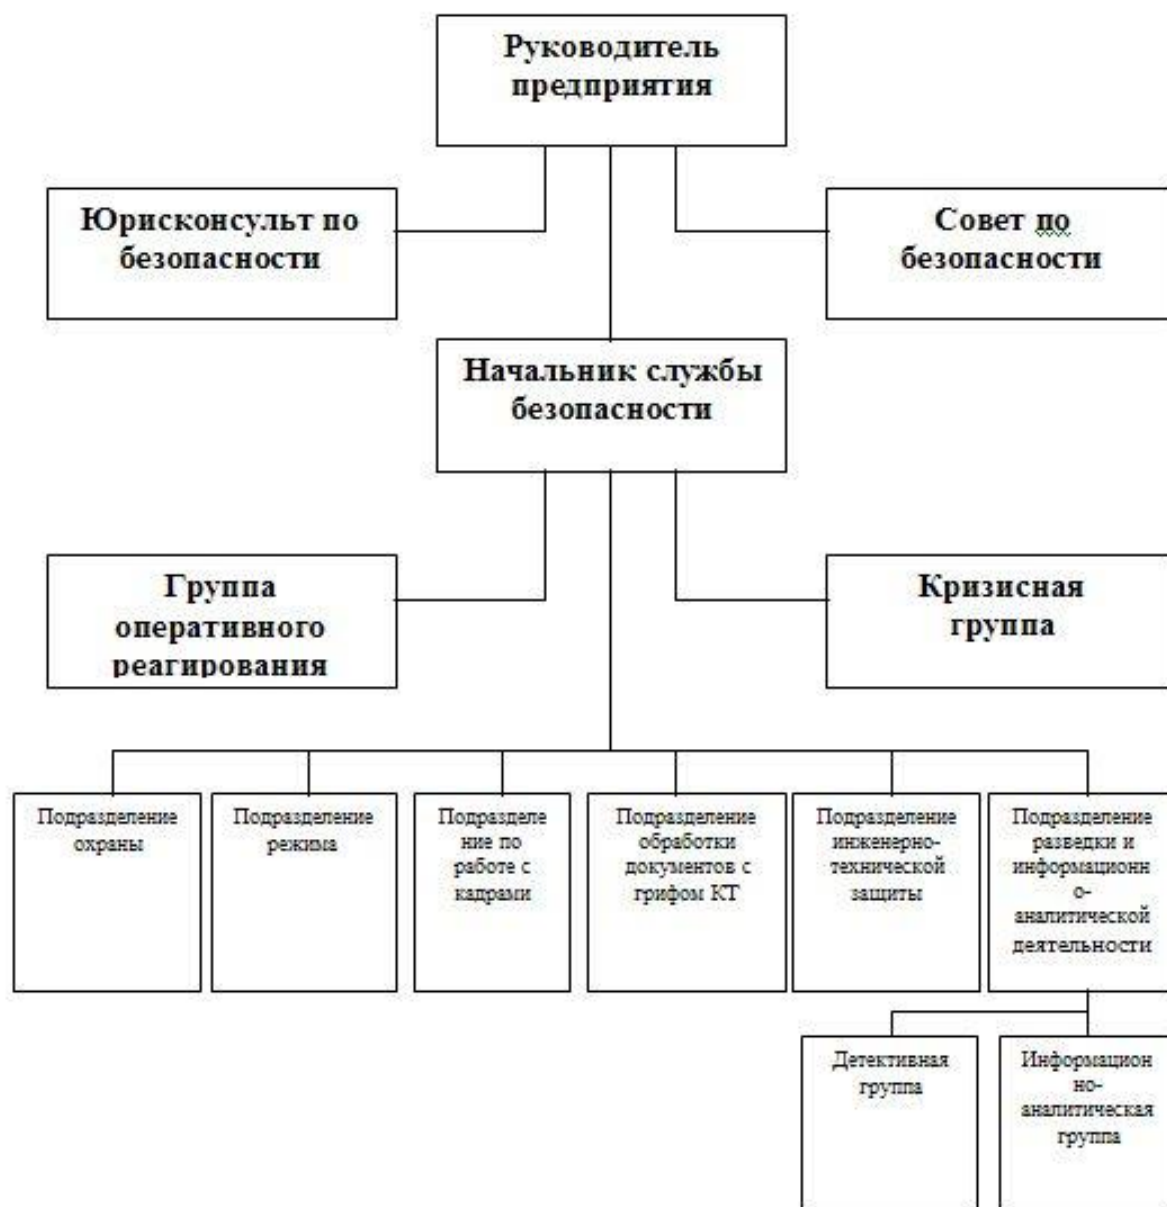 Руководитель
предприятия
Юрисконсульт по
безопасности
Совет по
безопасности
Начальник службы
безопасности
Группа
оперативного
реагирования
Кризисная
группа
Подразделение
охраны
Подразделение
режима
Подразделе
ние по
работе с
кадрами
Подразделение
обработки
документов с
грифом КТ
Подразделение
инженерно-
технической
защиты
Подразделение
разведки и
информационн
о-
аналитической
деятельности
Детективная
группа
Информацион
но-
аналитическая
группа